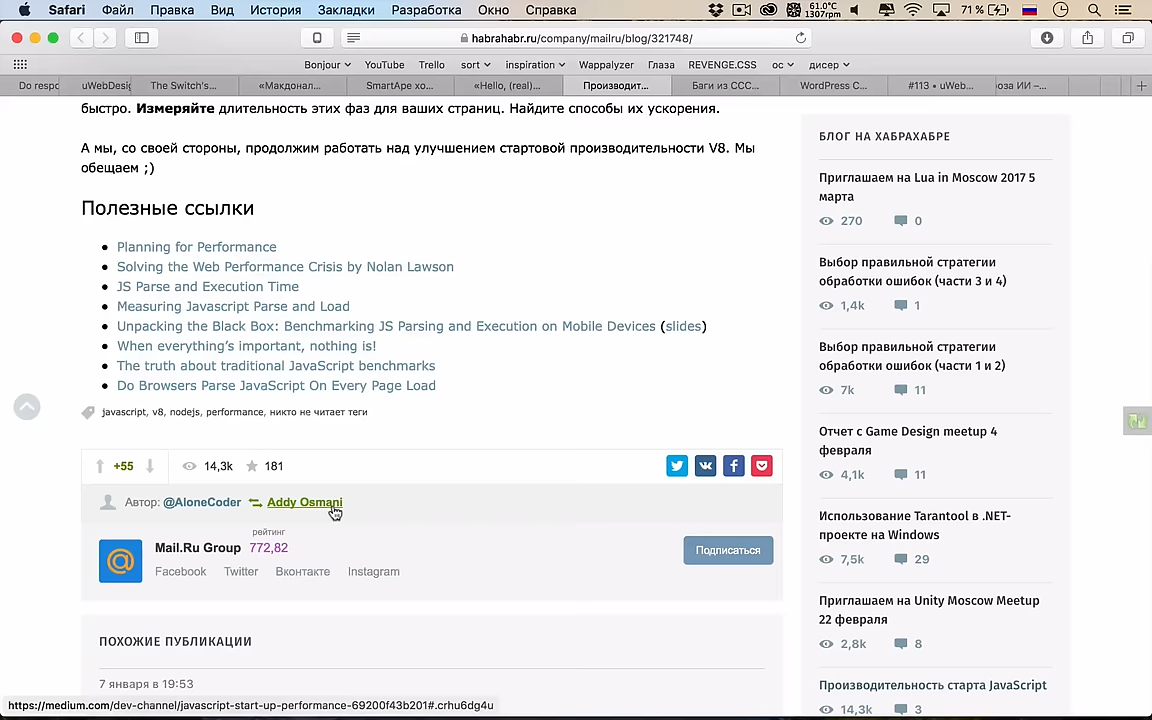 Safari Файл Правка Вид История Закладки Разработка Окно Справка 61.0°C 1307rpm 71 %
habrahabr.ru/company/mailru/blog/321748/
Bonjour YouTube Trello sort inspiration Wappalyzer Глаза REVENGE.CSS ос дисер
Do respo uWebDesig The Switch's... «Макдонал... SmartApe хо... «Hello, (real)... Производит... Баги из CCC... WordPress C... #113 • uWeb... оза ИИ –...
быстро. Измеряйте длительность этих фаз для ваших страниц. Найдите способы их ускорения.
А мы, со своей стороны, продолжим работать над улучшением стартовой производительности V8. Мы
обещаем ;)
Полезные ссылки
Planning for Performance
Solving the Web Performance Crisis by Nolan Lawson
JS Parse and Execution Time
Measuring Javascript Parse and Load
Unpacking the Black Box: Benchmarking JS Parsing and Execution on Mobile Devices (slides)
When everything's important, nothing is!
The truth about traditional JavaScript benchmarks
Do Browsers Parse JavaScript On Every Page Load
javascript, v8, nodejs, performance, никто не читает теги
+55 14,3k 181
Автор: @AloneCoder Addy Osmani
рейтинг
Mail.Ru Group 772,82
Facebook Twitter Вконтакте Instagram
Подписаться
ПОХОЖИЕ ПУБЛИКАЦИИ
7 января в 19:53
БЛОГ НА ХАБРАХАБРЕ
Приглашаем на Lua in Moscow 2017 5
марта
270 0
Выбор правильной стратегии
обработки ошибок (части 3 и 4)
1,4k 1
Выбор правильной стратегии
обработки ошибок (части 1 и 2)
7k 11
Отчет с Game Design meetup 4
февраля
4,1k 11
Использование Tarantool в .NET-
проекте на Windows
7,5k 29
Приглашаем на Unity Moscow Meetup
22 февраля
2,8k 8
Производительность старта JavaScript
14,3k 3
https://medium.com/dev-channel/javascript-start-up-performance-69200f43b201#.crhu6dg4u